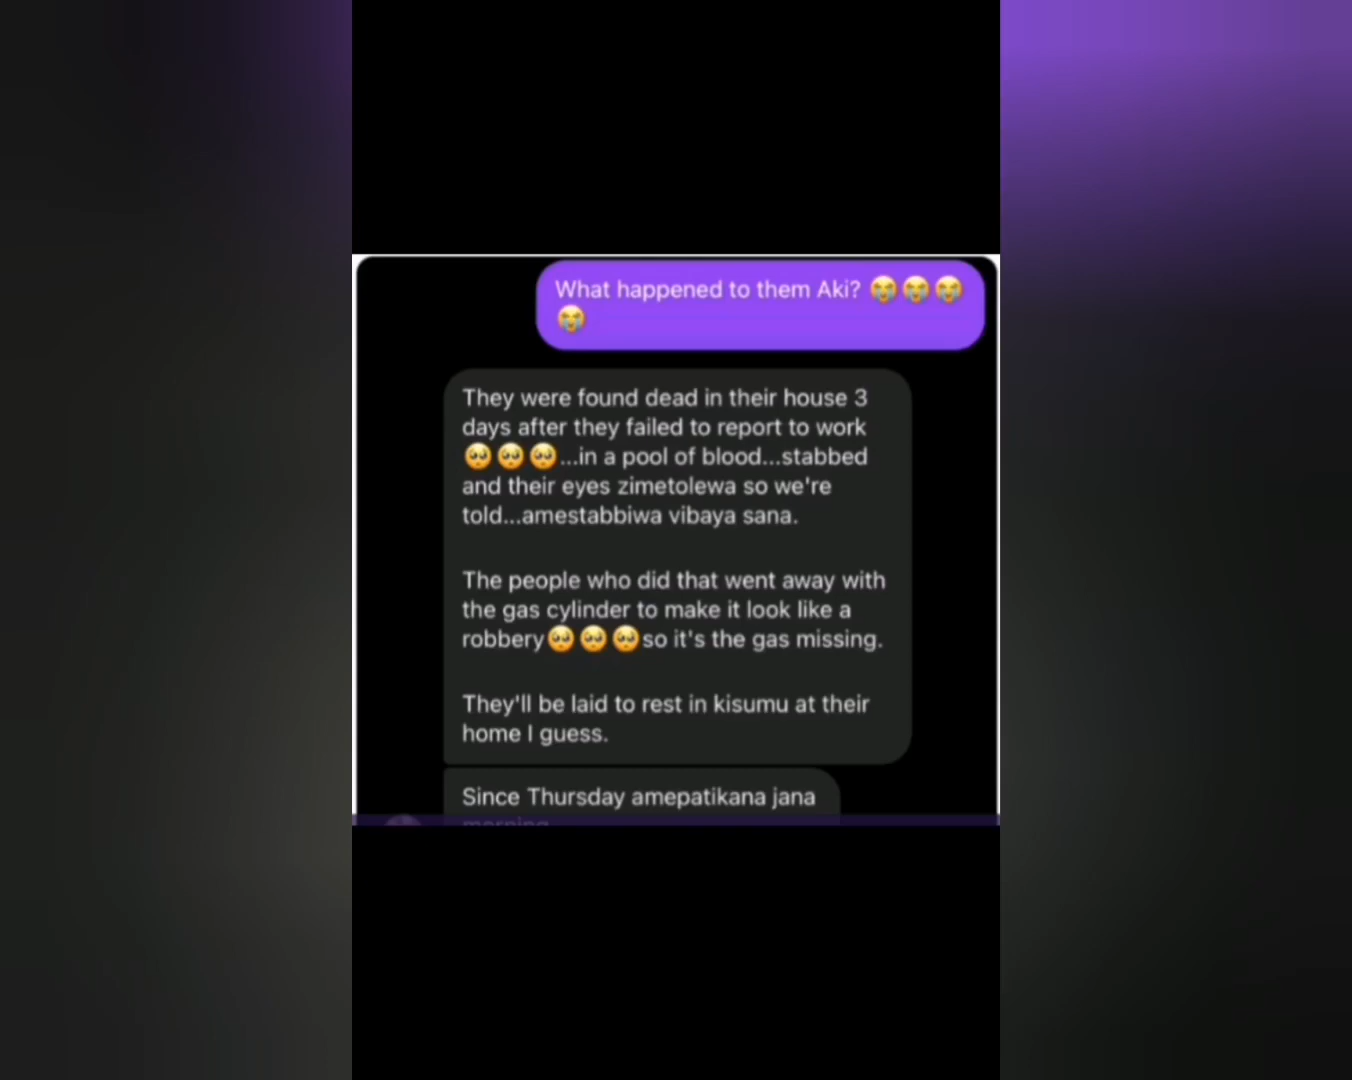 What happened to them Aki? 😭😭😭
😭
They were found dead in their house 3
days after they failed to report to work
🥺🥺🥺...in a pool of blood...stabbed
and their eyes zimetolewa so we're
told...amestabbiwa vibaya sana.
The people who did that went away with
the gas cylinder to make it look like a
robbery🥺🥺🥺so it's the gas missing.
They'll be laid to rest in kisumu at their
home I guess.
Since Thursday amepatikana jana
morning